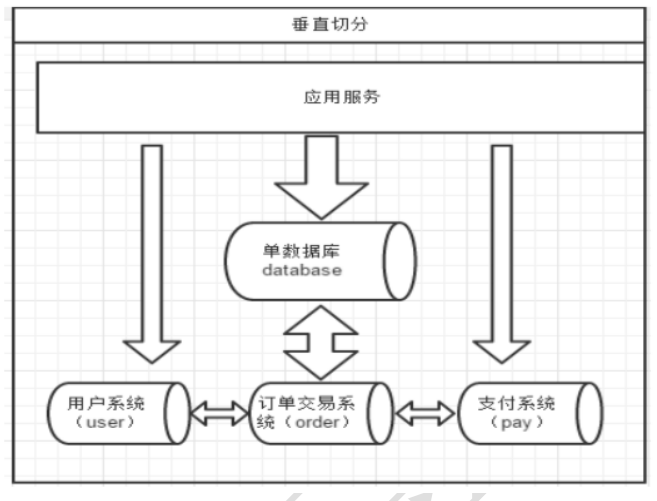 垂直切分
应用服务
单数据库
database
用户系统
（user）
订单交易系
统（order）
支付系统
（pay）